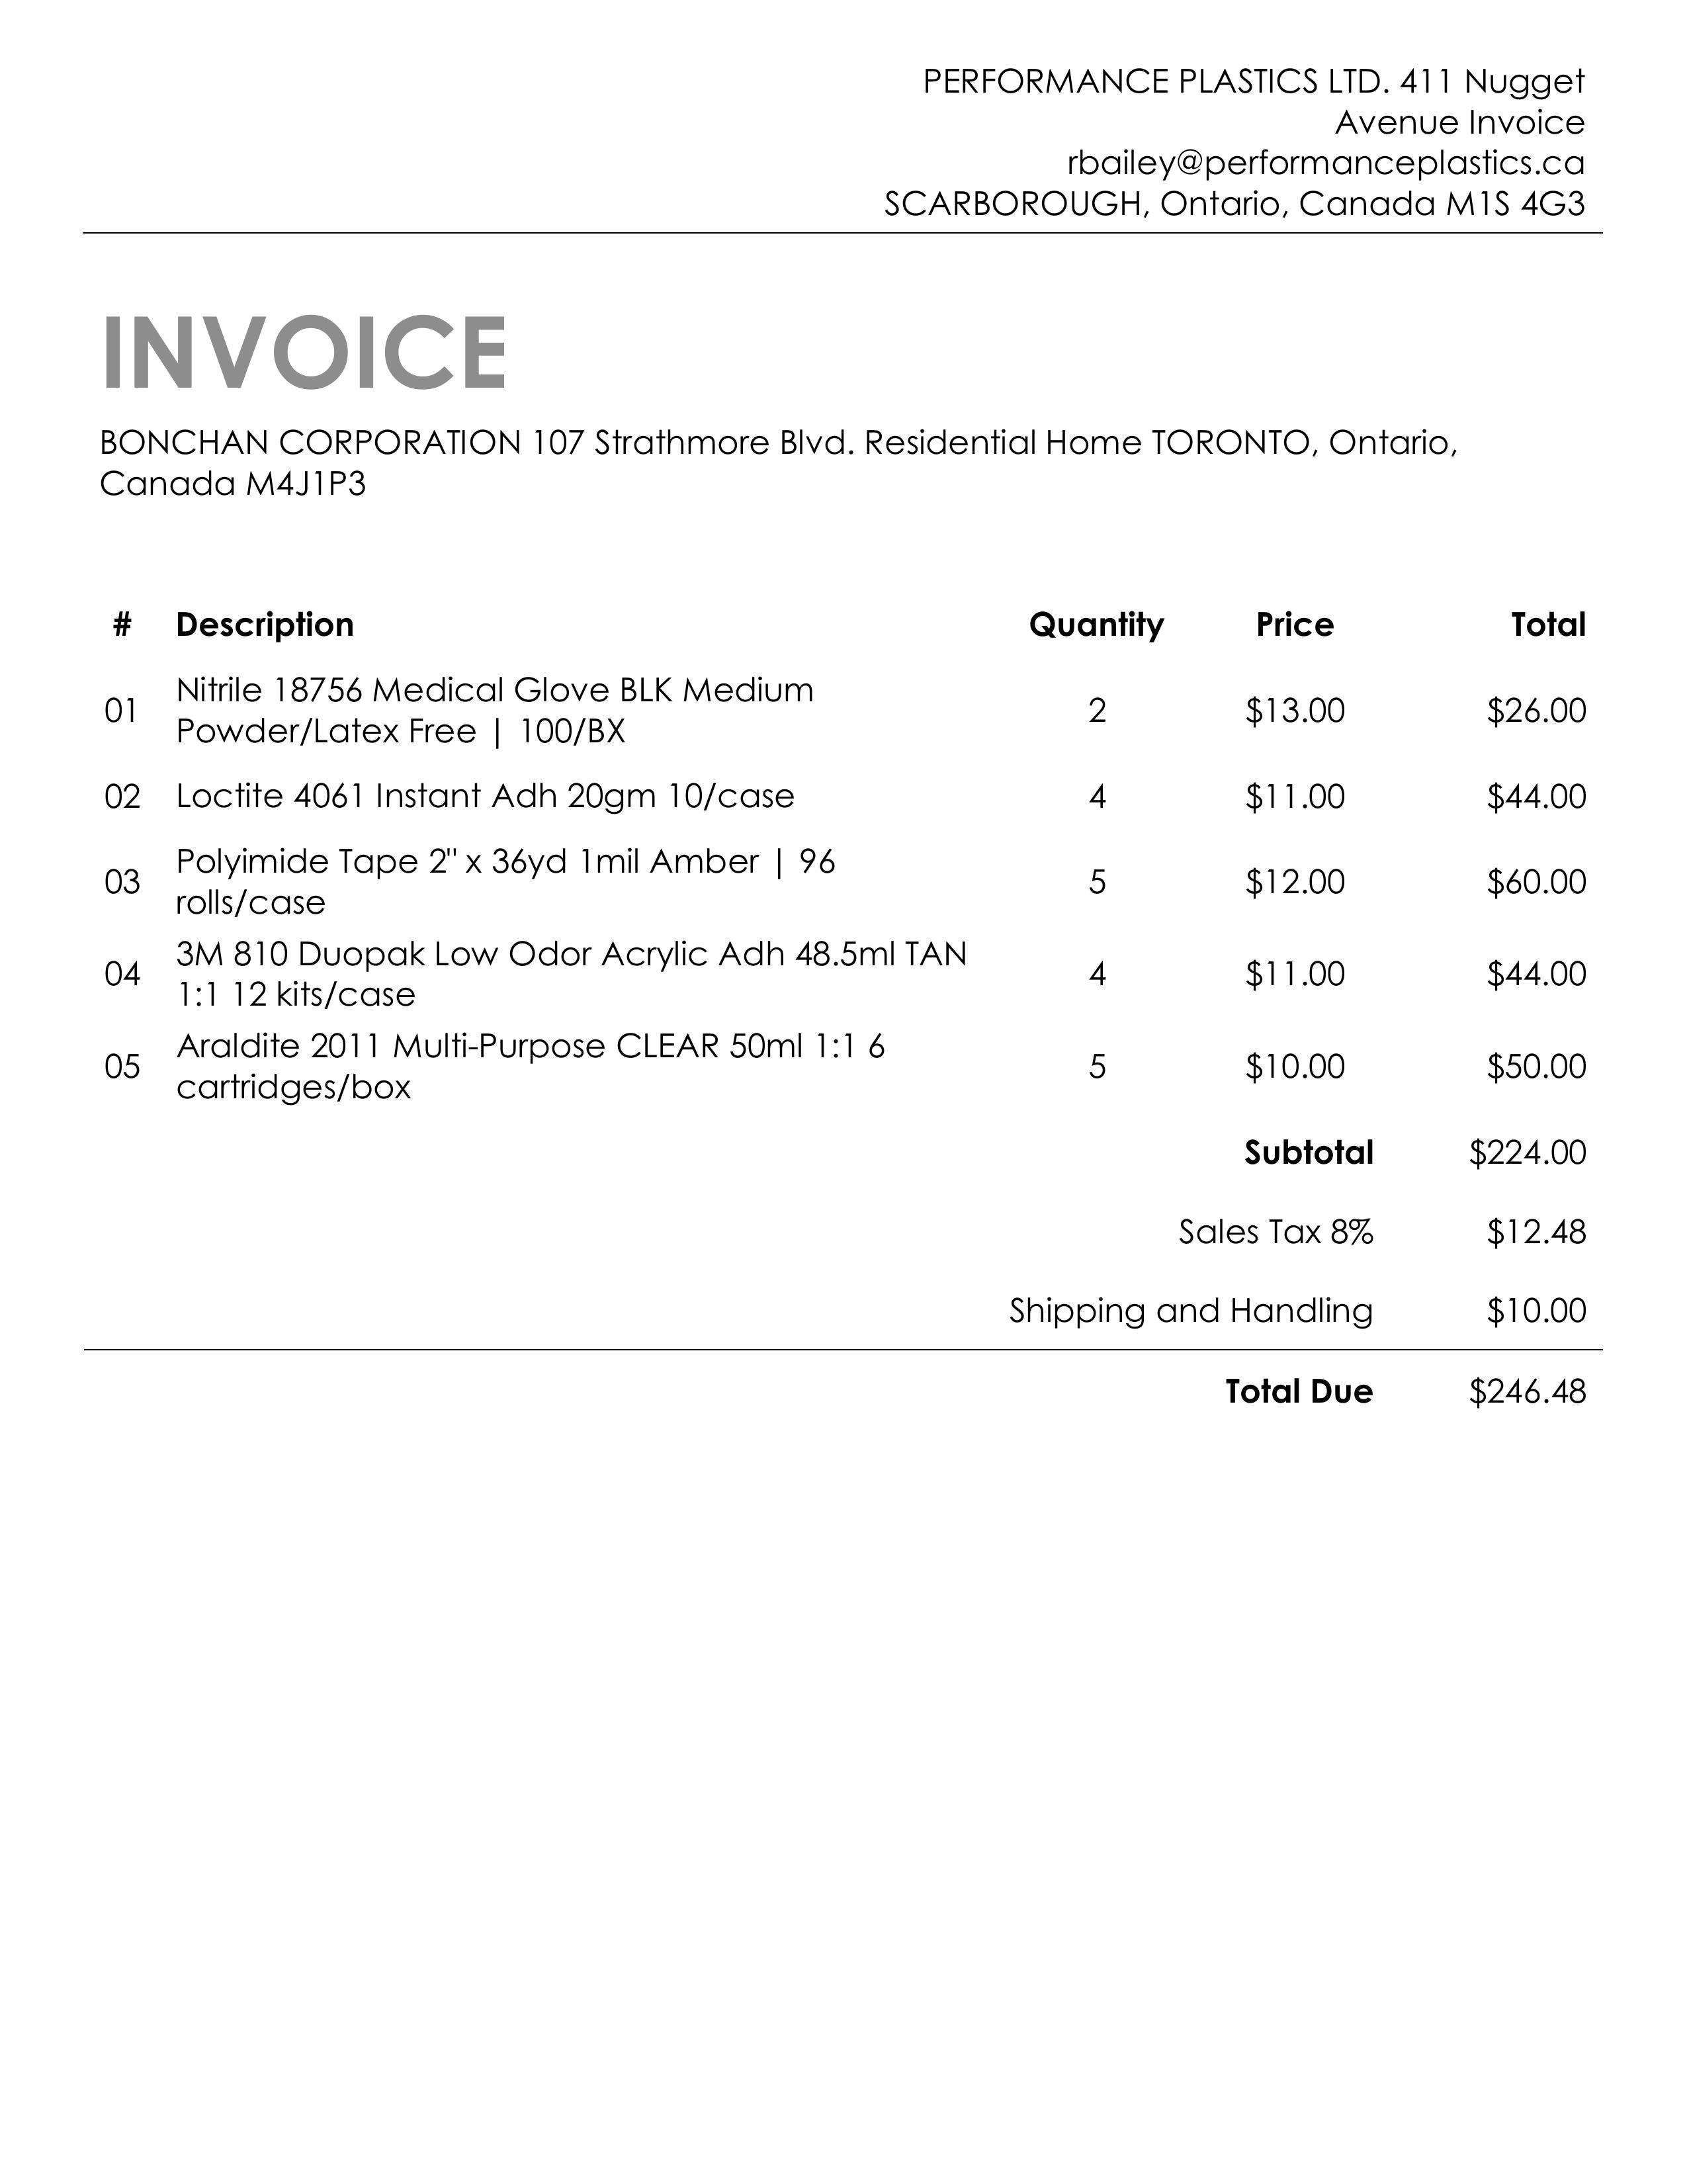 PERFORMANCE PLASTICS LTD. 411 Nugget
Avenue Invoice
rbailey@performanceplastics.ca
SCARBOROUGH, Ontario, Canada M1S 4G3
INVOICE
BONCHAN CORPORATION 107 Strathmore Blvd. Residential Home TORONTO, Ontario,
Canada M4J1P3
# Description Quantity Price Total
01 Nitrile 18756 Medical Glove BLK Medium
Powder/Latex Free | 100/BX 2 $13.00 $26.00
02 Loctite 4061 Instant Adh 20gm 10/case 4 $11.00 $44.00
03 Polyimide Tape 2" x 36yd 1mil Amber | 96
rolls/case 5 $12.00 $60.00
04 3M 810 Duopak Low Odor Acrylic Adh 48.5ml TAN
1:1 12 kits/case 4 $11.00 $44.00
05 Araldite 2011 Multi-Purpose CLEAR 50ml 1:1 6
cartridges/box 5 $10.00 $50.00
Subtotal $224.00
Sales Tax 8% $12.48
Shipping and Handling $10.00
Total Due $246.48